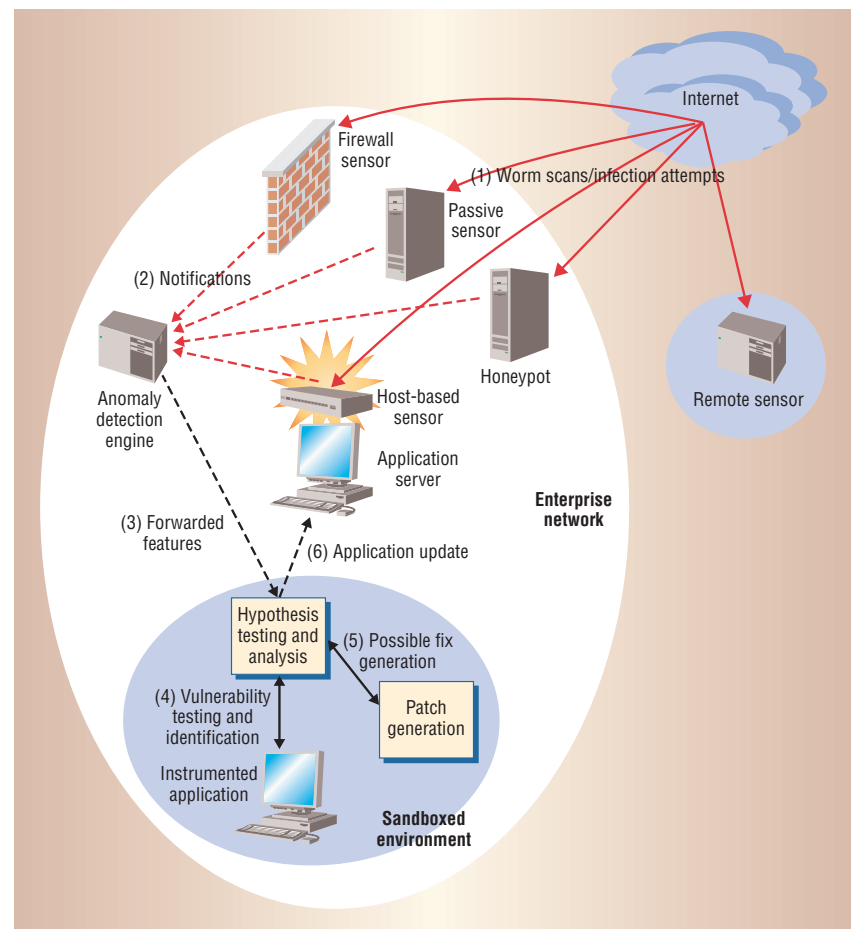 Internet
Firewall
sensor
(1) Worm scans/infection attempts
Passive
sensor
(2) Notifications
Honeypot
Remote sensor
Anomaly
detection
engine
Host-based
sensor
Application
server
Enterprise
network
(3) Forwarded
features
(6) Application update
Hypothesis
testing and
analysis
(5) Possible fix
generation
(4) Vulnerability
testing and
identification
Patch
generation
Instrumented
application
Sandboxed
environment